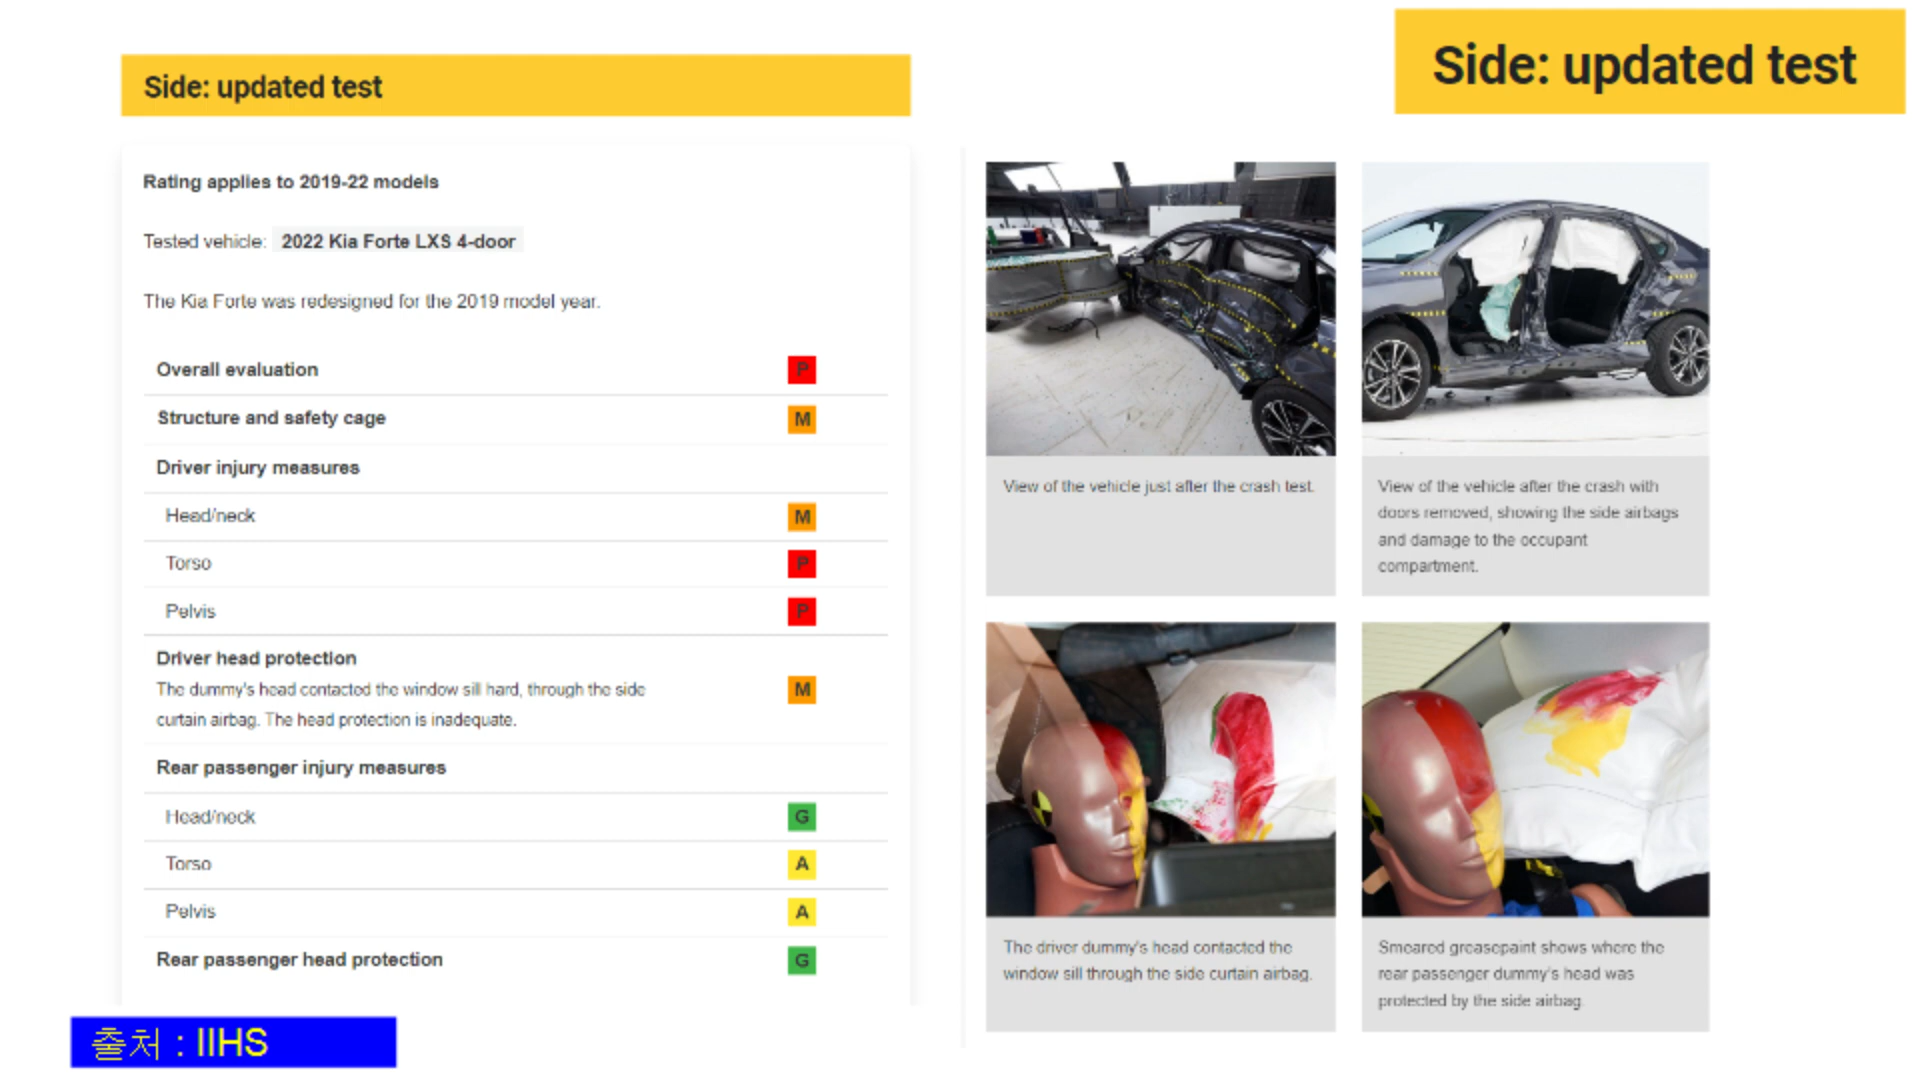 Side: updated test
Side: updated test
Rating applies to 2019-22 models
Tested vehicle: 2022 Kia Forte LXS 4-door
The Kia Forte was redesigned for the 2019 model year.
Overall evaluation P
Structure and safety cage M
Driver injury measures
Head/neck M
Torso P
Pelvis P
Driver head protection
The dummy's head contacted the window sill hard, through the side M
curtain airbag. The head protection is inadequate.
Rear passenger injury measures
Head/neck G
Torso A
Pelvis A
Rear passenger head protection G
View of the vehicle just after the crash test.
View of the vehicle after the crash with
doors removed, showing the side airbags
and damage to the occupant
compartment.
The driver dummy's head contacted the
window sill through the side curtain airbag.
Smeared greasepaint shows where the
rear passenger dummy's head was
protected by the side airbag.
출처 : IIHS